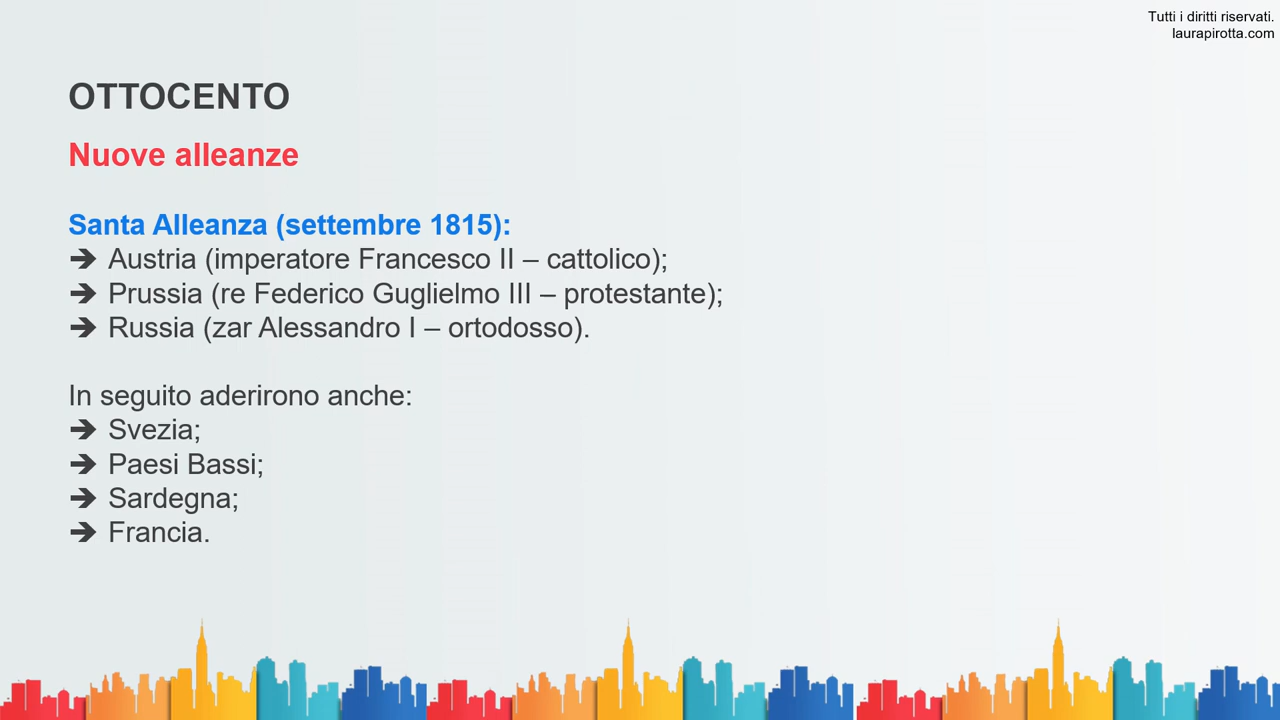 Tutti i diritti riservati.
laurapirotta.com
OTTOCENTO
Nuove alleanze
Santa Alleanza (settembre 1815):
➔ Austria (imperatore Francesco II – cattolico);
➔ Prussia (re Federico Guglielmo III – protestante);
➔ Russia (zar Alessandro I – ortodosso).
In seguito aderirono anche:
➔ Svezia;
➔ Paesi Bassi;
➔ Sardegna;
➔ Francia.